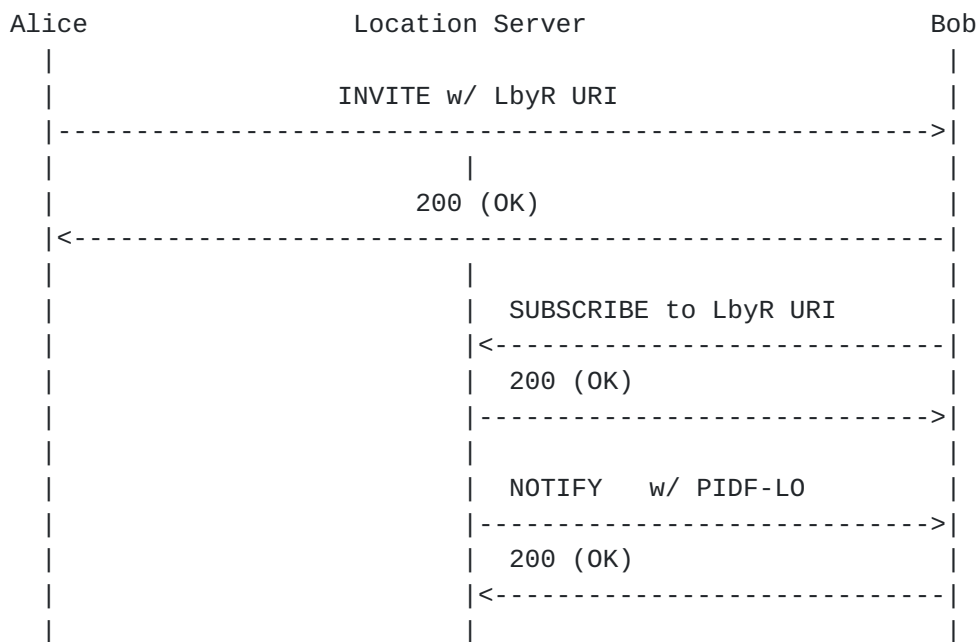 Alice Location Server Bob
INVITE w/ LbyR URI
200 (OK)
SUBSCRIBE to LbyR URI
200 (OK)
NOTIFY w/ PIDF-LO
200 (OK)